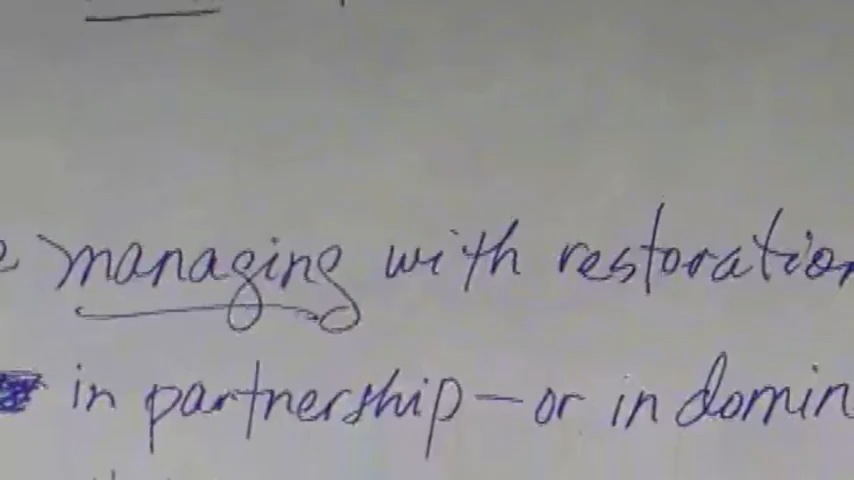 managing with restoration
in partnership — or in domin